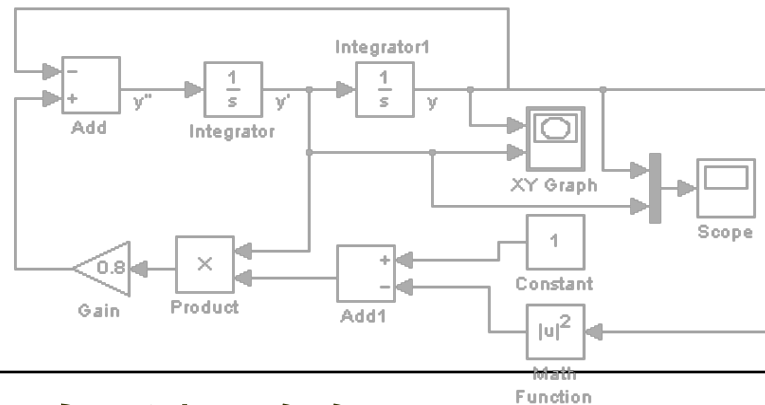 Integrator1
−
+
Add
y''
1
s
Integrator
y'
1
s
y
XY Graph
Scope
0.8
Gain
×
Product
+
−
Add1
1
Constant
|u|²
Math
Function